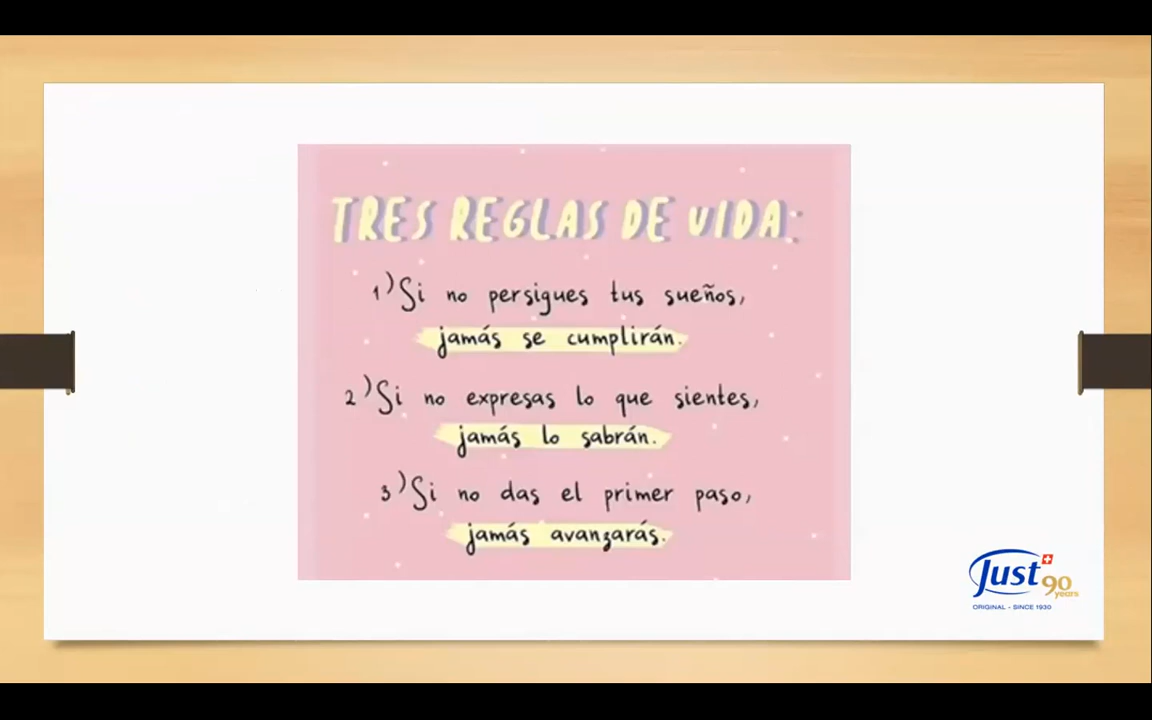 TRES REGLAS DE VIDA:
1) Si no persigues tus sueños,
jamás se cumplirán.
2) Si no expresas lo que sientes,
jamás lo sabrán.
3) Si no das el primer paso,
jamás avanzarás.
Just
90
years
ORIGINAL - SINCE 1930